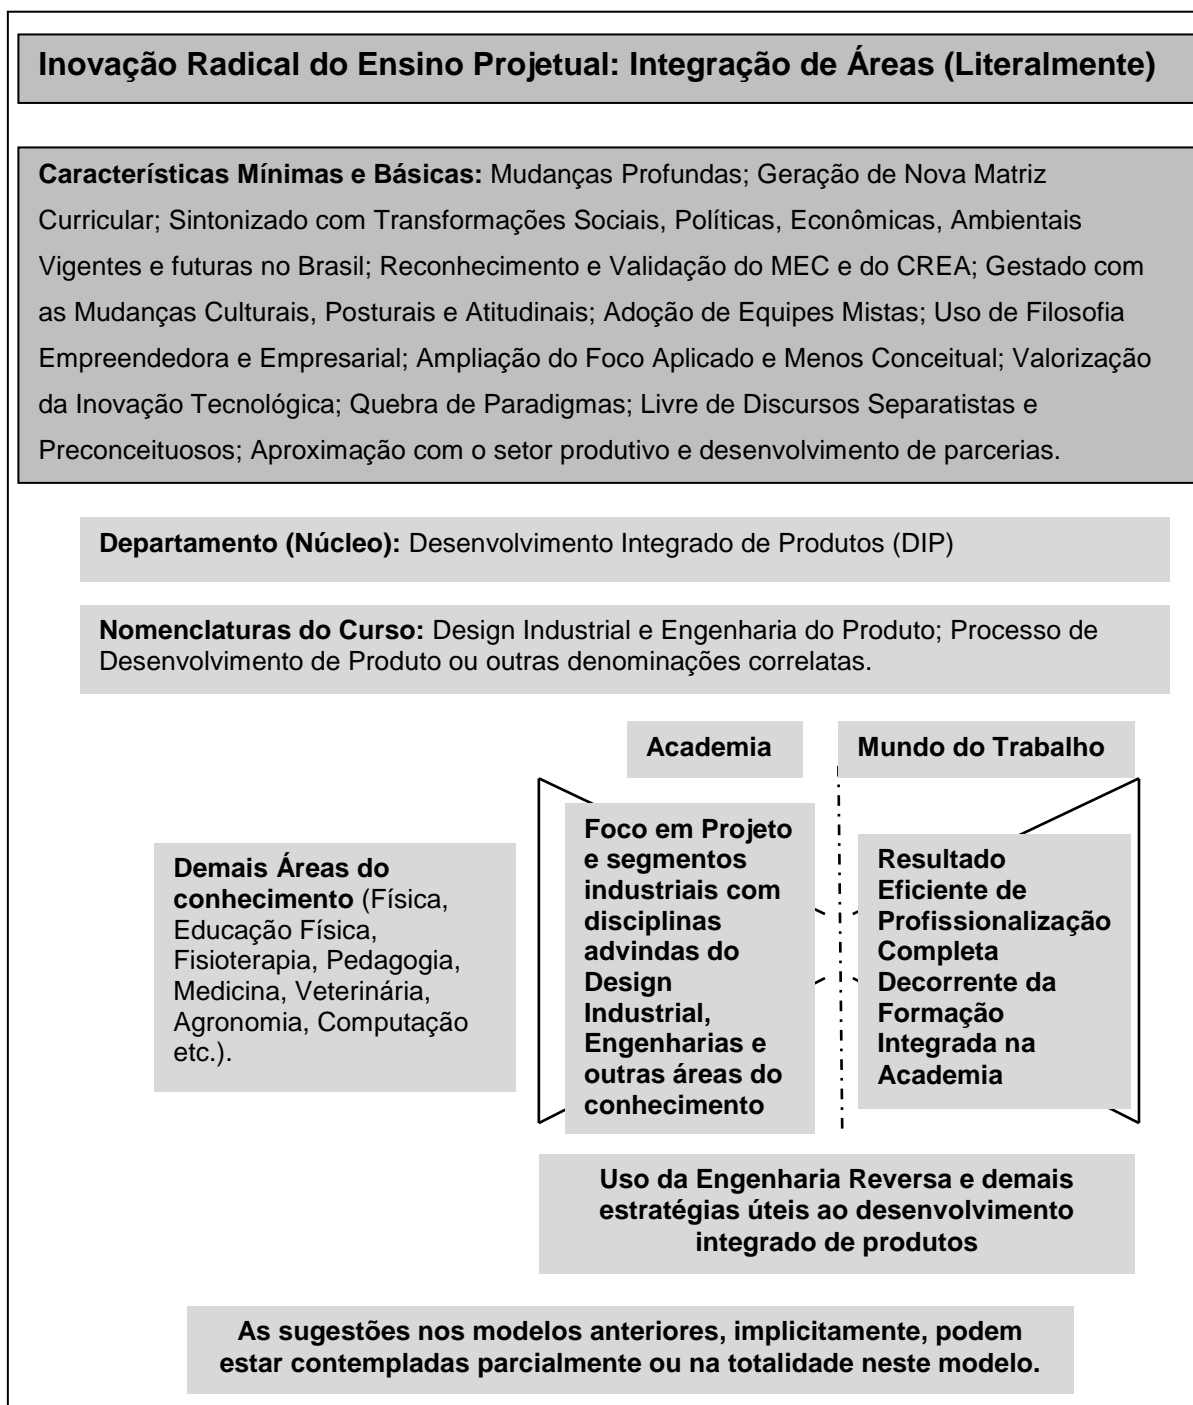 Inovação Radical do Ensino Projetual: Integração de Áreas (Literalmente)
Características Mínimas e Básicas: Mudanças Profundas; Geração de Nova Matriz
Curricular; Sintonizado com Transformações Sociais, Políticas, Econômicas, Ambientais
Vigentes e futuras no Brasil; Reconhecimento e Validação do MEC e do CREA; Gestado com
as Mudanças Culturais, Posturais e Atitudinais; Adoção de Equipes Mistas; Uso de Filosofia
Empreendedora e Empresarial; Ampliação do Foco Aplicado e Menos Conceitual; Valorização
da Inovação Tecnológica; Quebra de Paradigmas; Livre de Discursos Separatistas e
Preconceituosos; Aproximação com o setor produtivo e desenvolvimento de parcerias.
Departamento (Núcleo): Desenvolvimento Integrado de Produtos (DIP)
Nomenclaturas do Curso: Design Industrial e Engenharia do Produto; Processo de
Desenvolvimento de Produto ou outras denominações correlatas.
Academia
Mundo do Trabalho
Demais Áreas do
conhecimento (Física,
Educação Física,
Fisioterapia, Pedagogia,
Medicina, Veterinária,
Agronomia, Computação
etc.).
Foco em Projeto
e segmentos
industriais com
disciplinas
advindas do
Design
Industrial,
Engenharias e
outras áreas do
conhecimento
Resultado
Eficiente de
Profissionalização
Completa
Decorrente da
Formação
Integrada na
Academia
Uso da Engenharia Reversa e demais
estratégias úteis ao desenvolvimento
integrado de produtos
As sugestões nos modelos anteriores, implicitamente, podem
estar contempladas parcialmente ou na totalidade neste modelo.